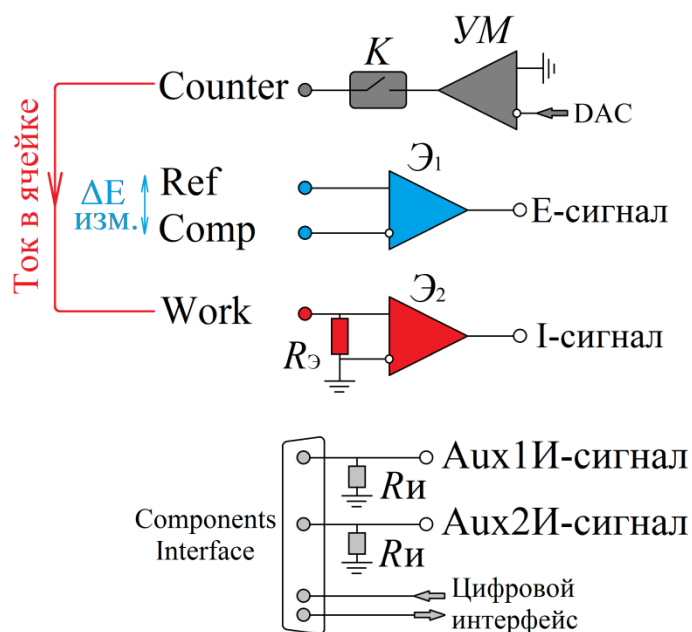 УМ
K
Counter
DAC
Ток в ячейке
Э₁
Ref
ΔE
изм.
Comp
E-сигнал
Э₂
Work
RЭ
I-сигнал
Aux1И-сигнал
Rи
Aux2И-сигнал
Rи
Components
Interface
Цифровой
интерфейс